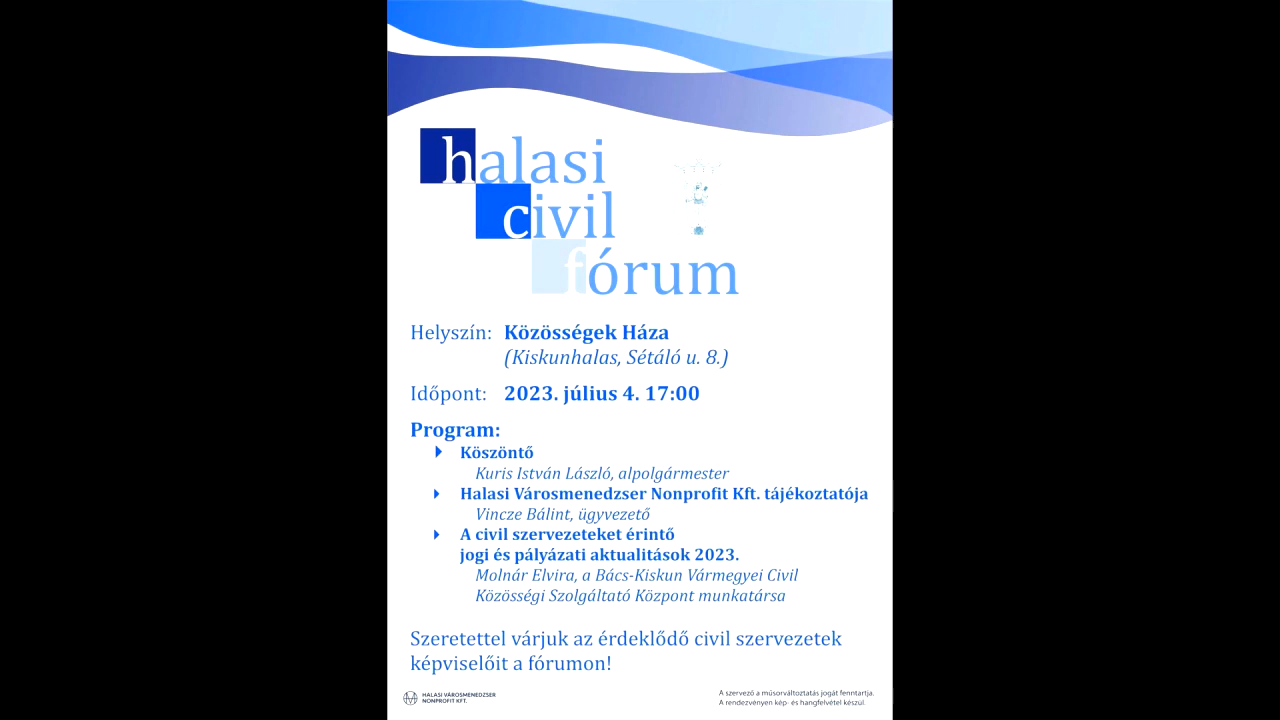 halasi
civil
fórum
Helyszín: Közösségek Háza
(Kiskunhalas, Sétáló u. 8.)
Időpont: 2023. július 4. 17:00
Program:
Köszöntő
Kuris István László, alpolgármester
Halasi Városmenedzser Nonprofit Kft. tájékoztatója
Vincze Bálint, ügyvezető
A civil szervezeteket érintő
jogi és pályázati aktualitások 2023.
Molnár Elvira, a Bács-Kiskun Vármegyei Civil
Közösségi Szolgáltató Központ munkatársa
Szeretettel várjuk az érdeklődő civil szervezetek
képviselőit a fórumon!
HALASI VÁROSMENEDZSER
NONPROFIT KFT.
A szervező a műsorváltoztatás jogát fenntartja.
A rendezvényen kép- és hangfelvétel készül.